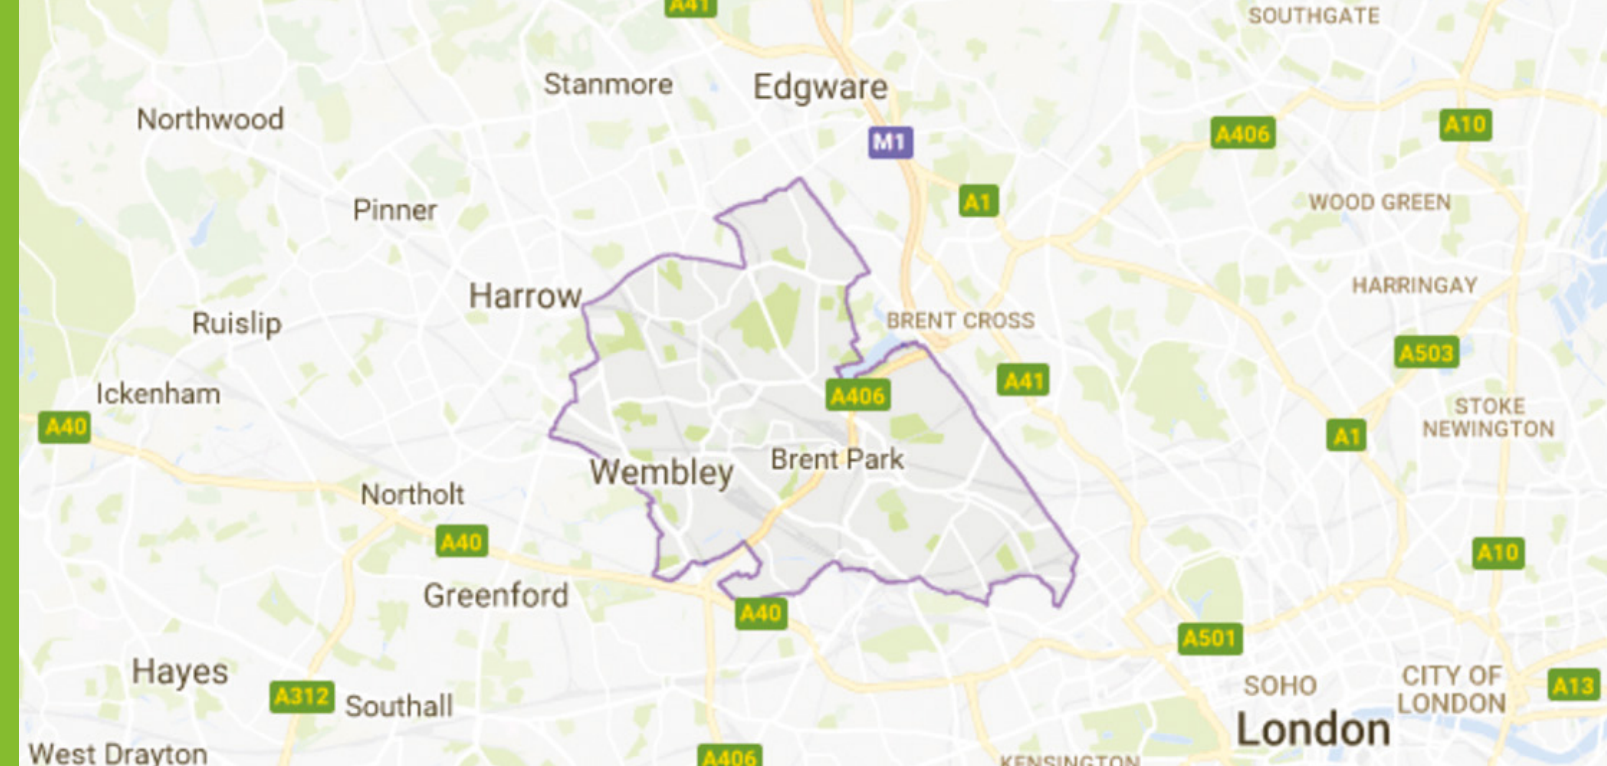 A41
SOUTHGATE
Stanmore
Edgware
Northwood
A10
A406
M1
A1
WOOD GREEN
Pinner
HARRINGAY
Harrow
BRENT CROSS
Ruislip
A503
A41
Ickenham
A406
STOKE
NEWINGTON
A40
A1
Brent Park
Wembley
Northolt
A40
A10
Greenford
A40
A501
Hayes
CITY OF
LONDON
SOHO
A13
A312
Southall
London
West Drayton
A406
KENSINGTON